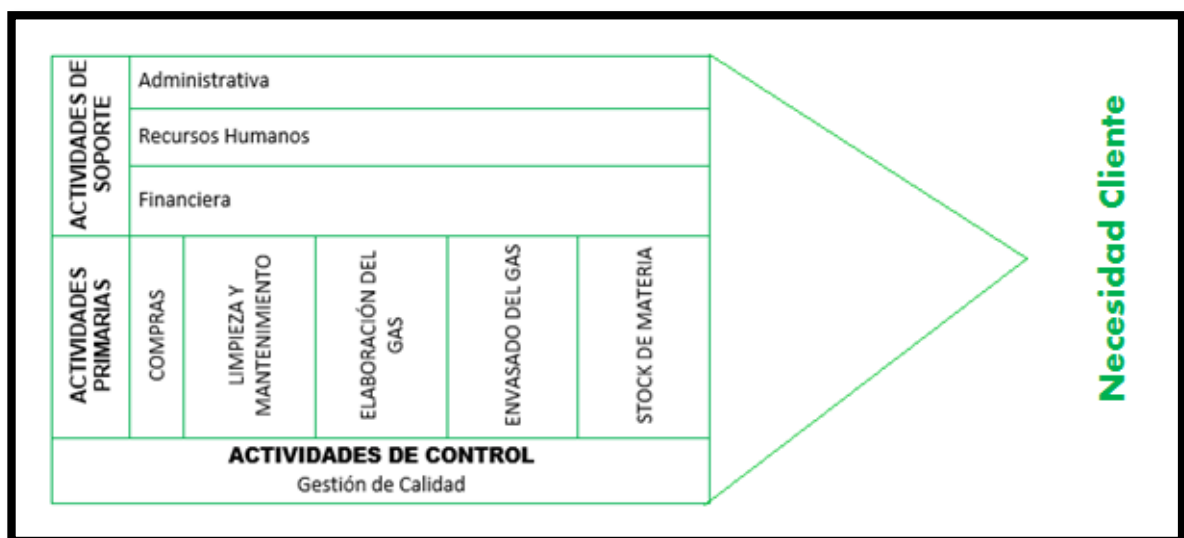 ACTIVIDADES DE
SOPORTE
Administrativa
Recursos Humanos
Financiera
ACTIVIDADES
PRIMARIAS
COMPRAS
LIMPIEZA Y
MANTENIMIENTO
ELABORACIÓN DEL
GAS
ENVASADO DEL GAS
STOCK DE MATERIA
ACTIVIDADES DE CONTROL
Gestión de Calidad
Necesidad Cliente